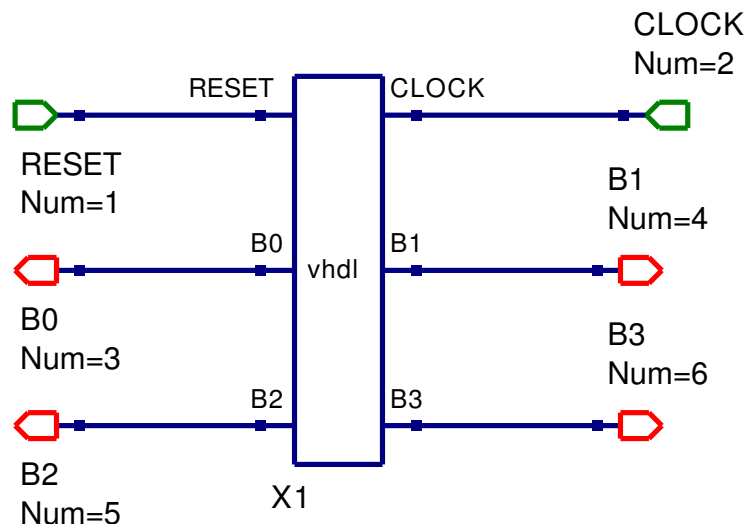 CLOCK
Num=2
RESET
CLOCK
RESET
Num=1
B1
Num=4
B0
B1
vhdl
B0
Num=3
B3
Num=6
B2
B3
B2
Num=5
X1